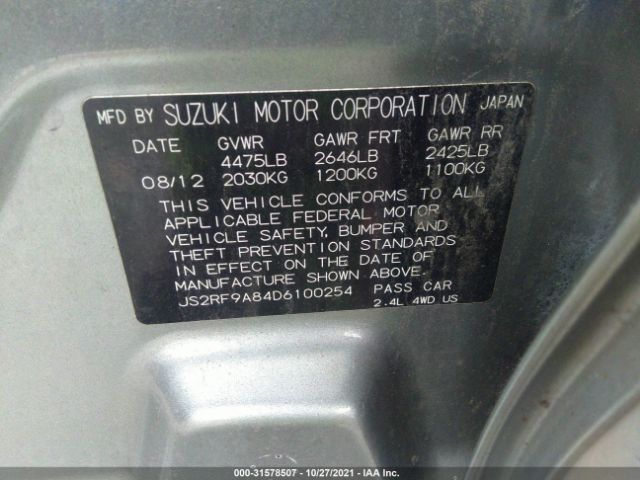 MFD BY SUZUKI MOTOR CORPORATION JAPAN
DATE GVWR GAWR FRT GAWR RR
4475LB 2646LB 2425LB
08/12 2030KG 1200KG 1100KG
THIS VEHICLE CONFORMS TO ALL
APPLICABLE FEDERAL MOTOR
VEHICLE SAFETY, BUMPER AND
THEFT PREVENTION STANDARDS
IN EFFECT ON THE DATE OF
MANUFACTURE SHOWN ABOVE.
JS2RF9A84D6100254 PASS CAR
2.4L 4WD US
000-31578507 - 10/27/2021 - IAA Inc.